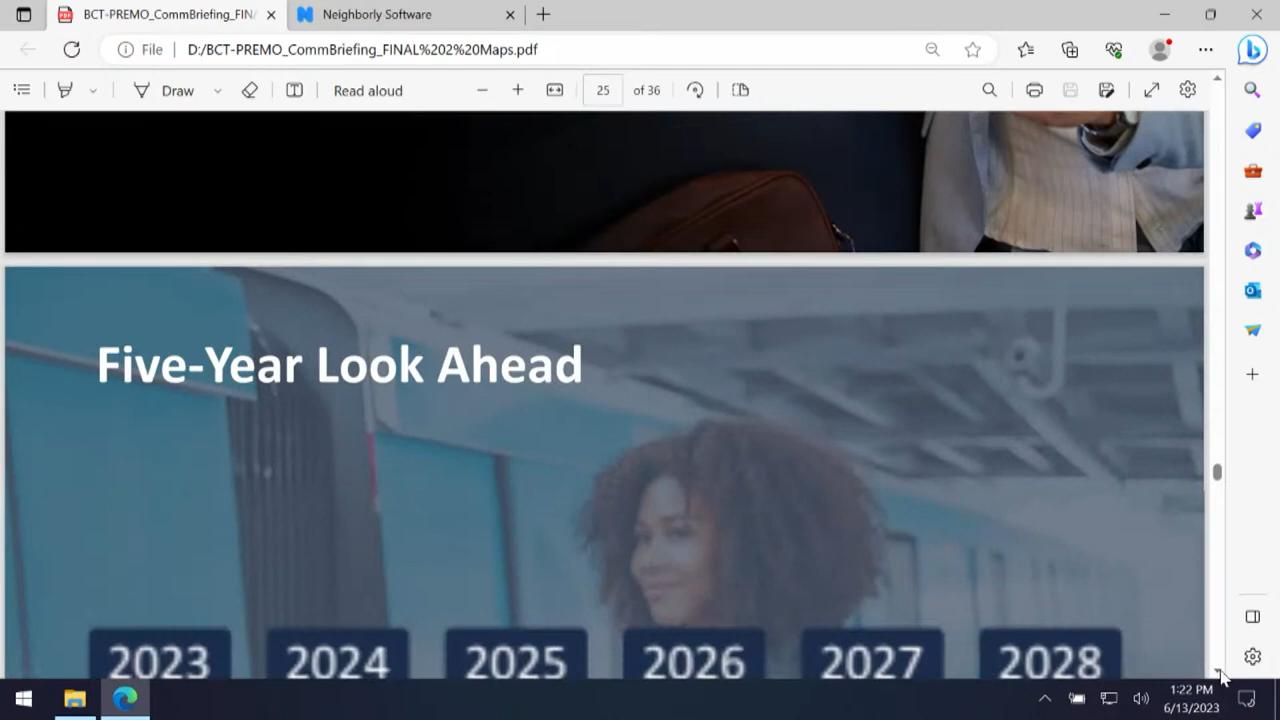 BCT-PREMO_CommBriefing_FIN
Neighborly Software
File
D:/BCT-PREMO_CommBriefing_FINAL%202%20Maps.pdf
Draw
Read aloud
25
of 36
Five-Year Look Ahead
2023
2024
2025
2026
2027
2028
1:22 PM
6/13/2023